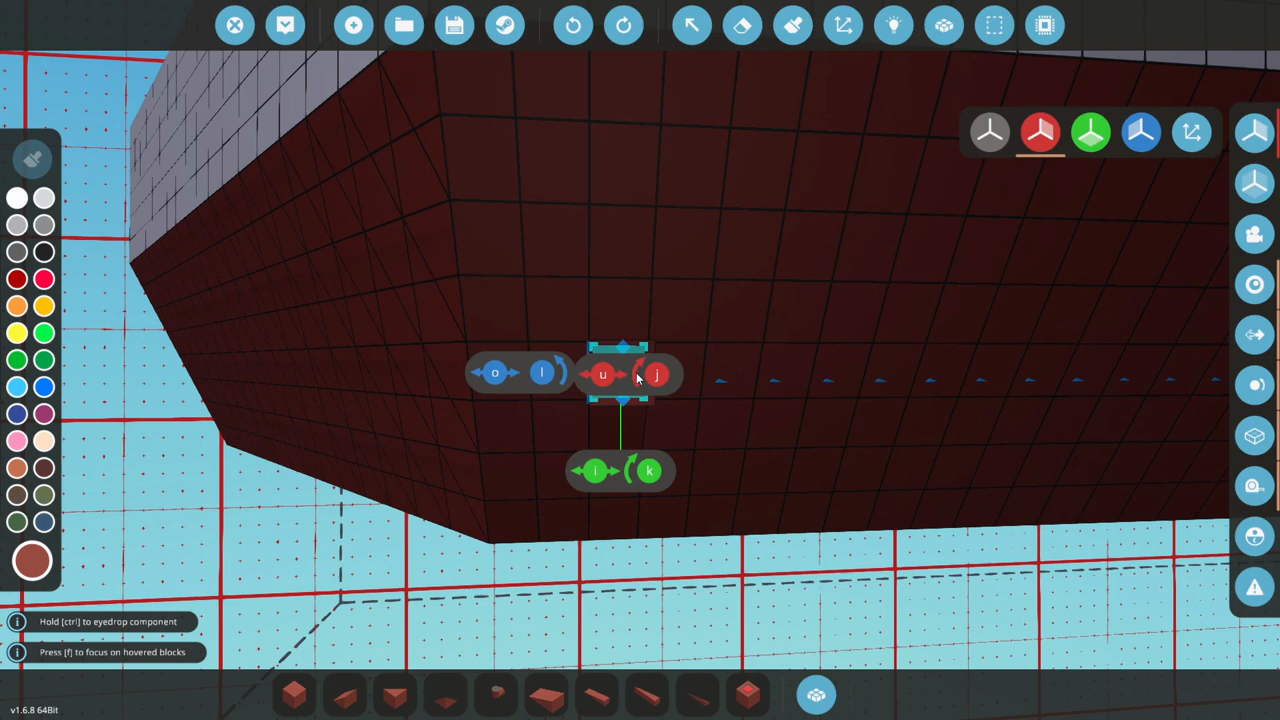 o l u j
i k
Hold [ctrl] to eyedrop component
Press [f] to focus on hovered blocks
v1.6.8 64Bit